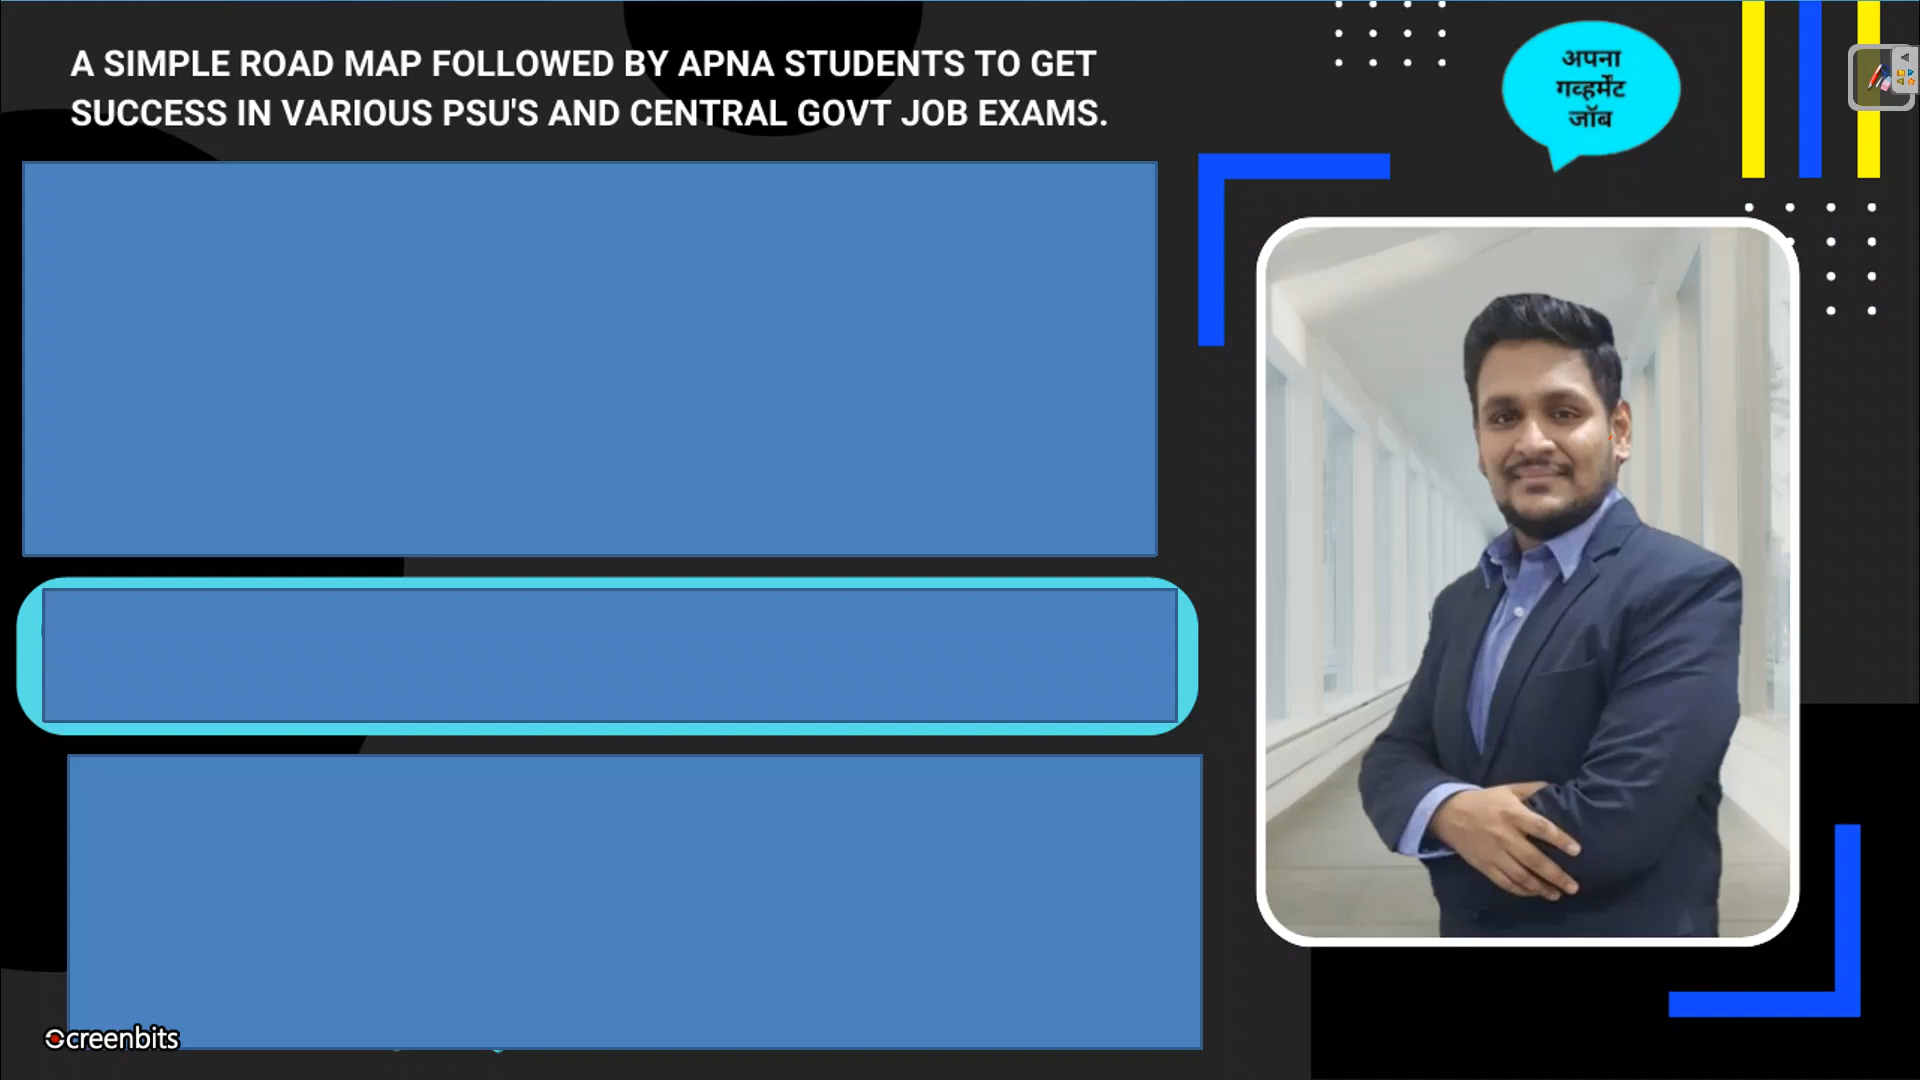 A SIMPLE ROAD MAP FOLLOWED BY APNA STUDENTS TO GET
SUCCESS IN VARIOUS PSU'S AND CENTRAL GOVT JOB EXAMS.
अपना
गव्हर्मेंट
जॉब
screenbits